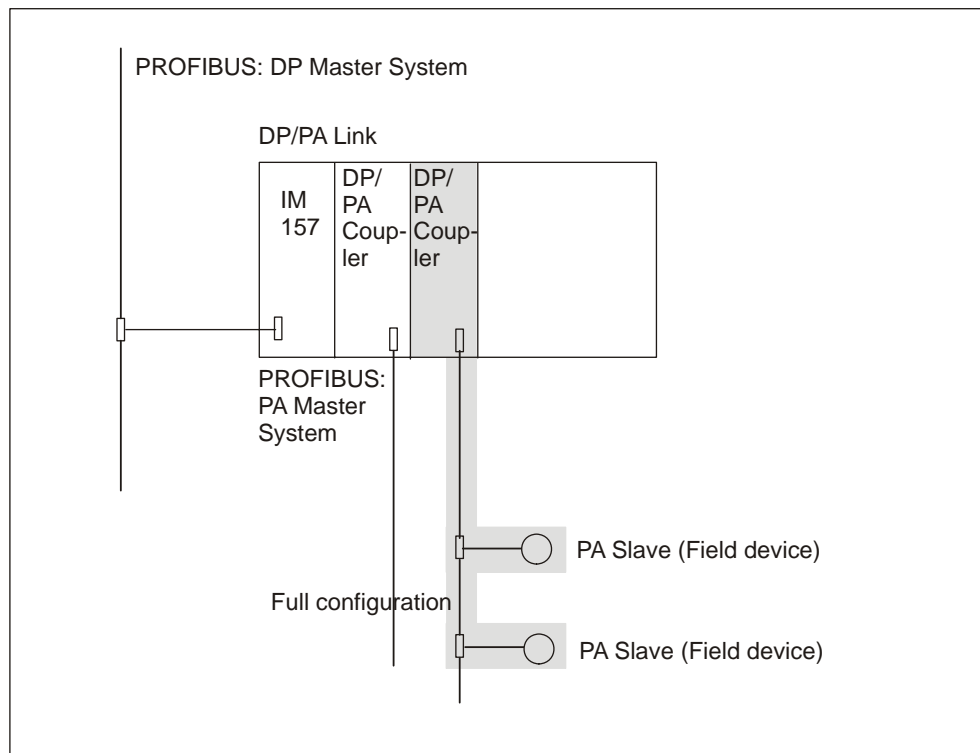 PROFIBUS: DP Master System
DP/PA Link
IM
157
DP/
PA
Coup-
ler
DP/
PA
Coup-
ler
PROFIBUS:
PA Master
System
PA Slave (Field device)
Full configuration
PA Slave (Field device)